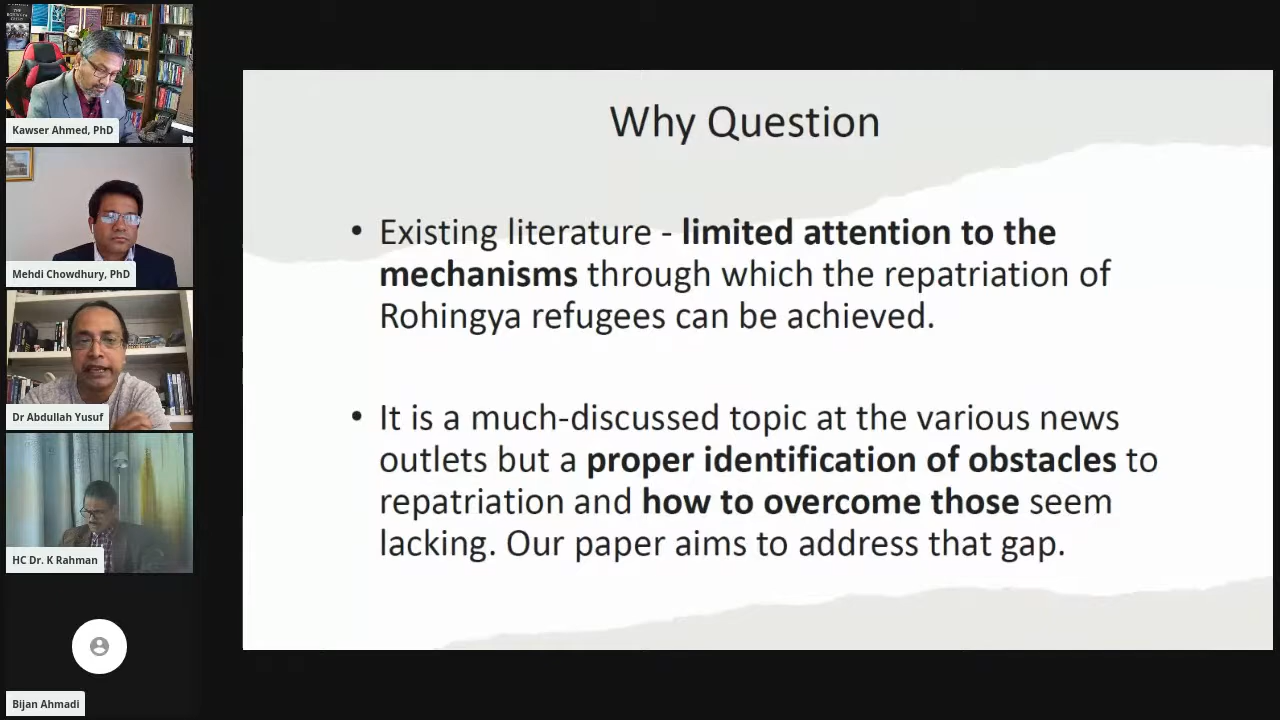 Kawser Ahmed, PhD
Mehdi Chowdhury, PhD
Dr Abdullah Yusuf
HC Dr. K Rahman
Bijan Ahmadi
Why Question
• Existing literature - limited attention to the
mechanisms through which the repatriation of
Rohingya refugees can be achieved.
• It is a much-discussed topic at the various news
outlets but a proper identification of obstacles to
repatriation and how to overcome those seem
lacking. Our paper aims to address that gap.